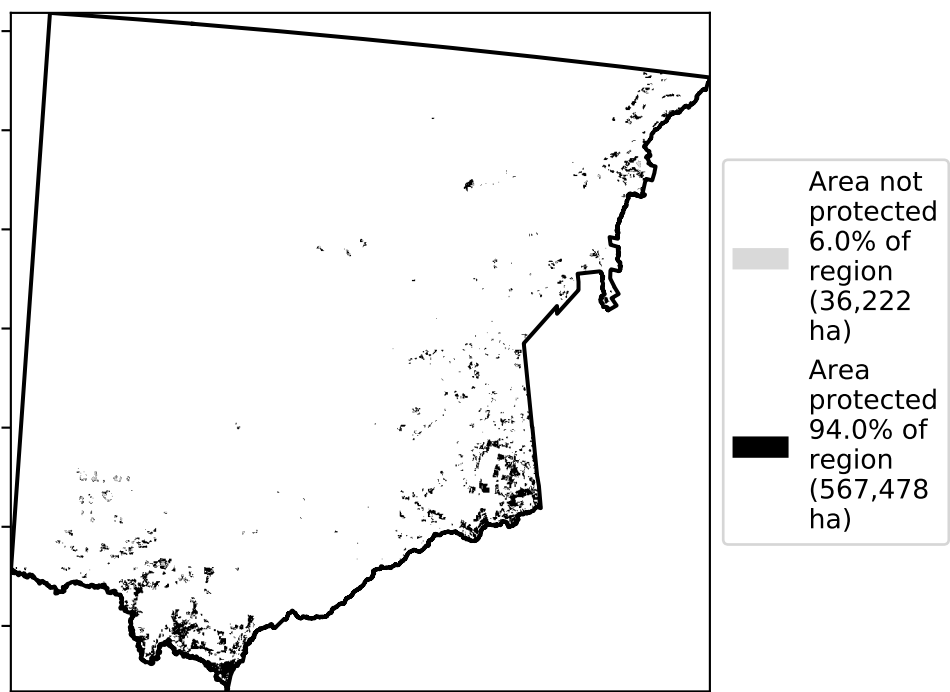 Area not
protected
6.0% of
region
(36,222
ha)
Area
protected
94.0% of
region
(567,478
ha)